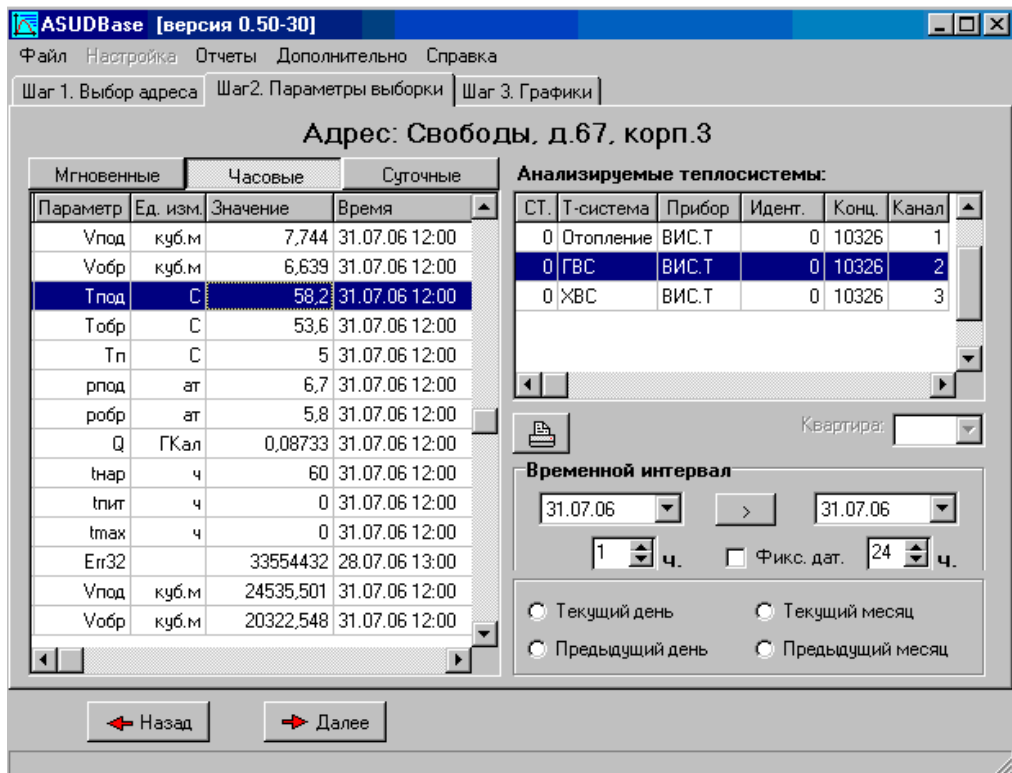 ASUDBase [версия 0.50-30]
Файл Настройка Отчеты Дополнительно Справка
Шаг 1. Выбор адреса Шаг2. Параметры выборки Шаг 3. Графики
Адрес: Свободы, д.67, корп.3
Мгновенные Часовые Суточные
Параметр Ед. изм. Значение Время
Vпод куб.м 7,744 31.07.06 12:00
Vобр куб.м 6,639 31.07.06 12:00
Tпод С 58,2 31.07.06 12:00
Tобр С 53,6 31.07.06 12:00
Tп С 5 31.07.06 12:00
pпод ат 6,7 31.07.06 12:00
pобр ат 5,8 31.07.06 12:00
Q ГКал 0,08733 31.07.06 12:00
tнар ч 60 31.07.06 12:00
tпит ч 0 31.07.06 12:00
tmax ч 0 31.07.06 12:00
Err32 33554432 28.07.06 13:00
Vпод куб.м 24535,501 31.07.06 12:00
Vобр куб.м 20322,548 31.07.06 12:00
Анализируемые теплосистемы:
СТ. Т-система Прибор Идент. Конц. Канал
0 Отопление ВИС.Т 0 10326 1
0 ГВС ВИС.Т 0 10326 2
0 ХВС ВИС.Т 0 10326 3
Квартира:
Временной интервал
31.07.06 > 31.07.06
1 ч. Фикс. дат. 24 ч.
Текущий день Текущий месяц
Предыдущий день Предыдущий месяц
Назад Далее